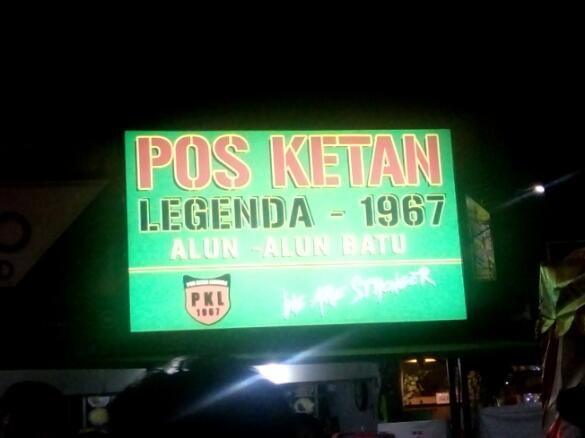 POS KETAN
LEGENDA - 1967
ALUN - ALUN BATU
PKL
1967
WE ARE STRONGER